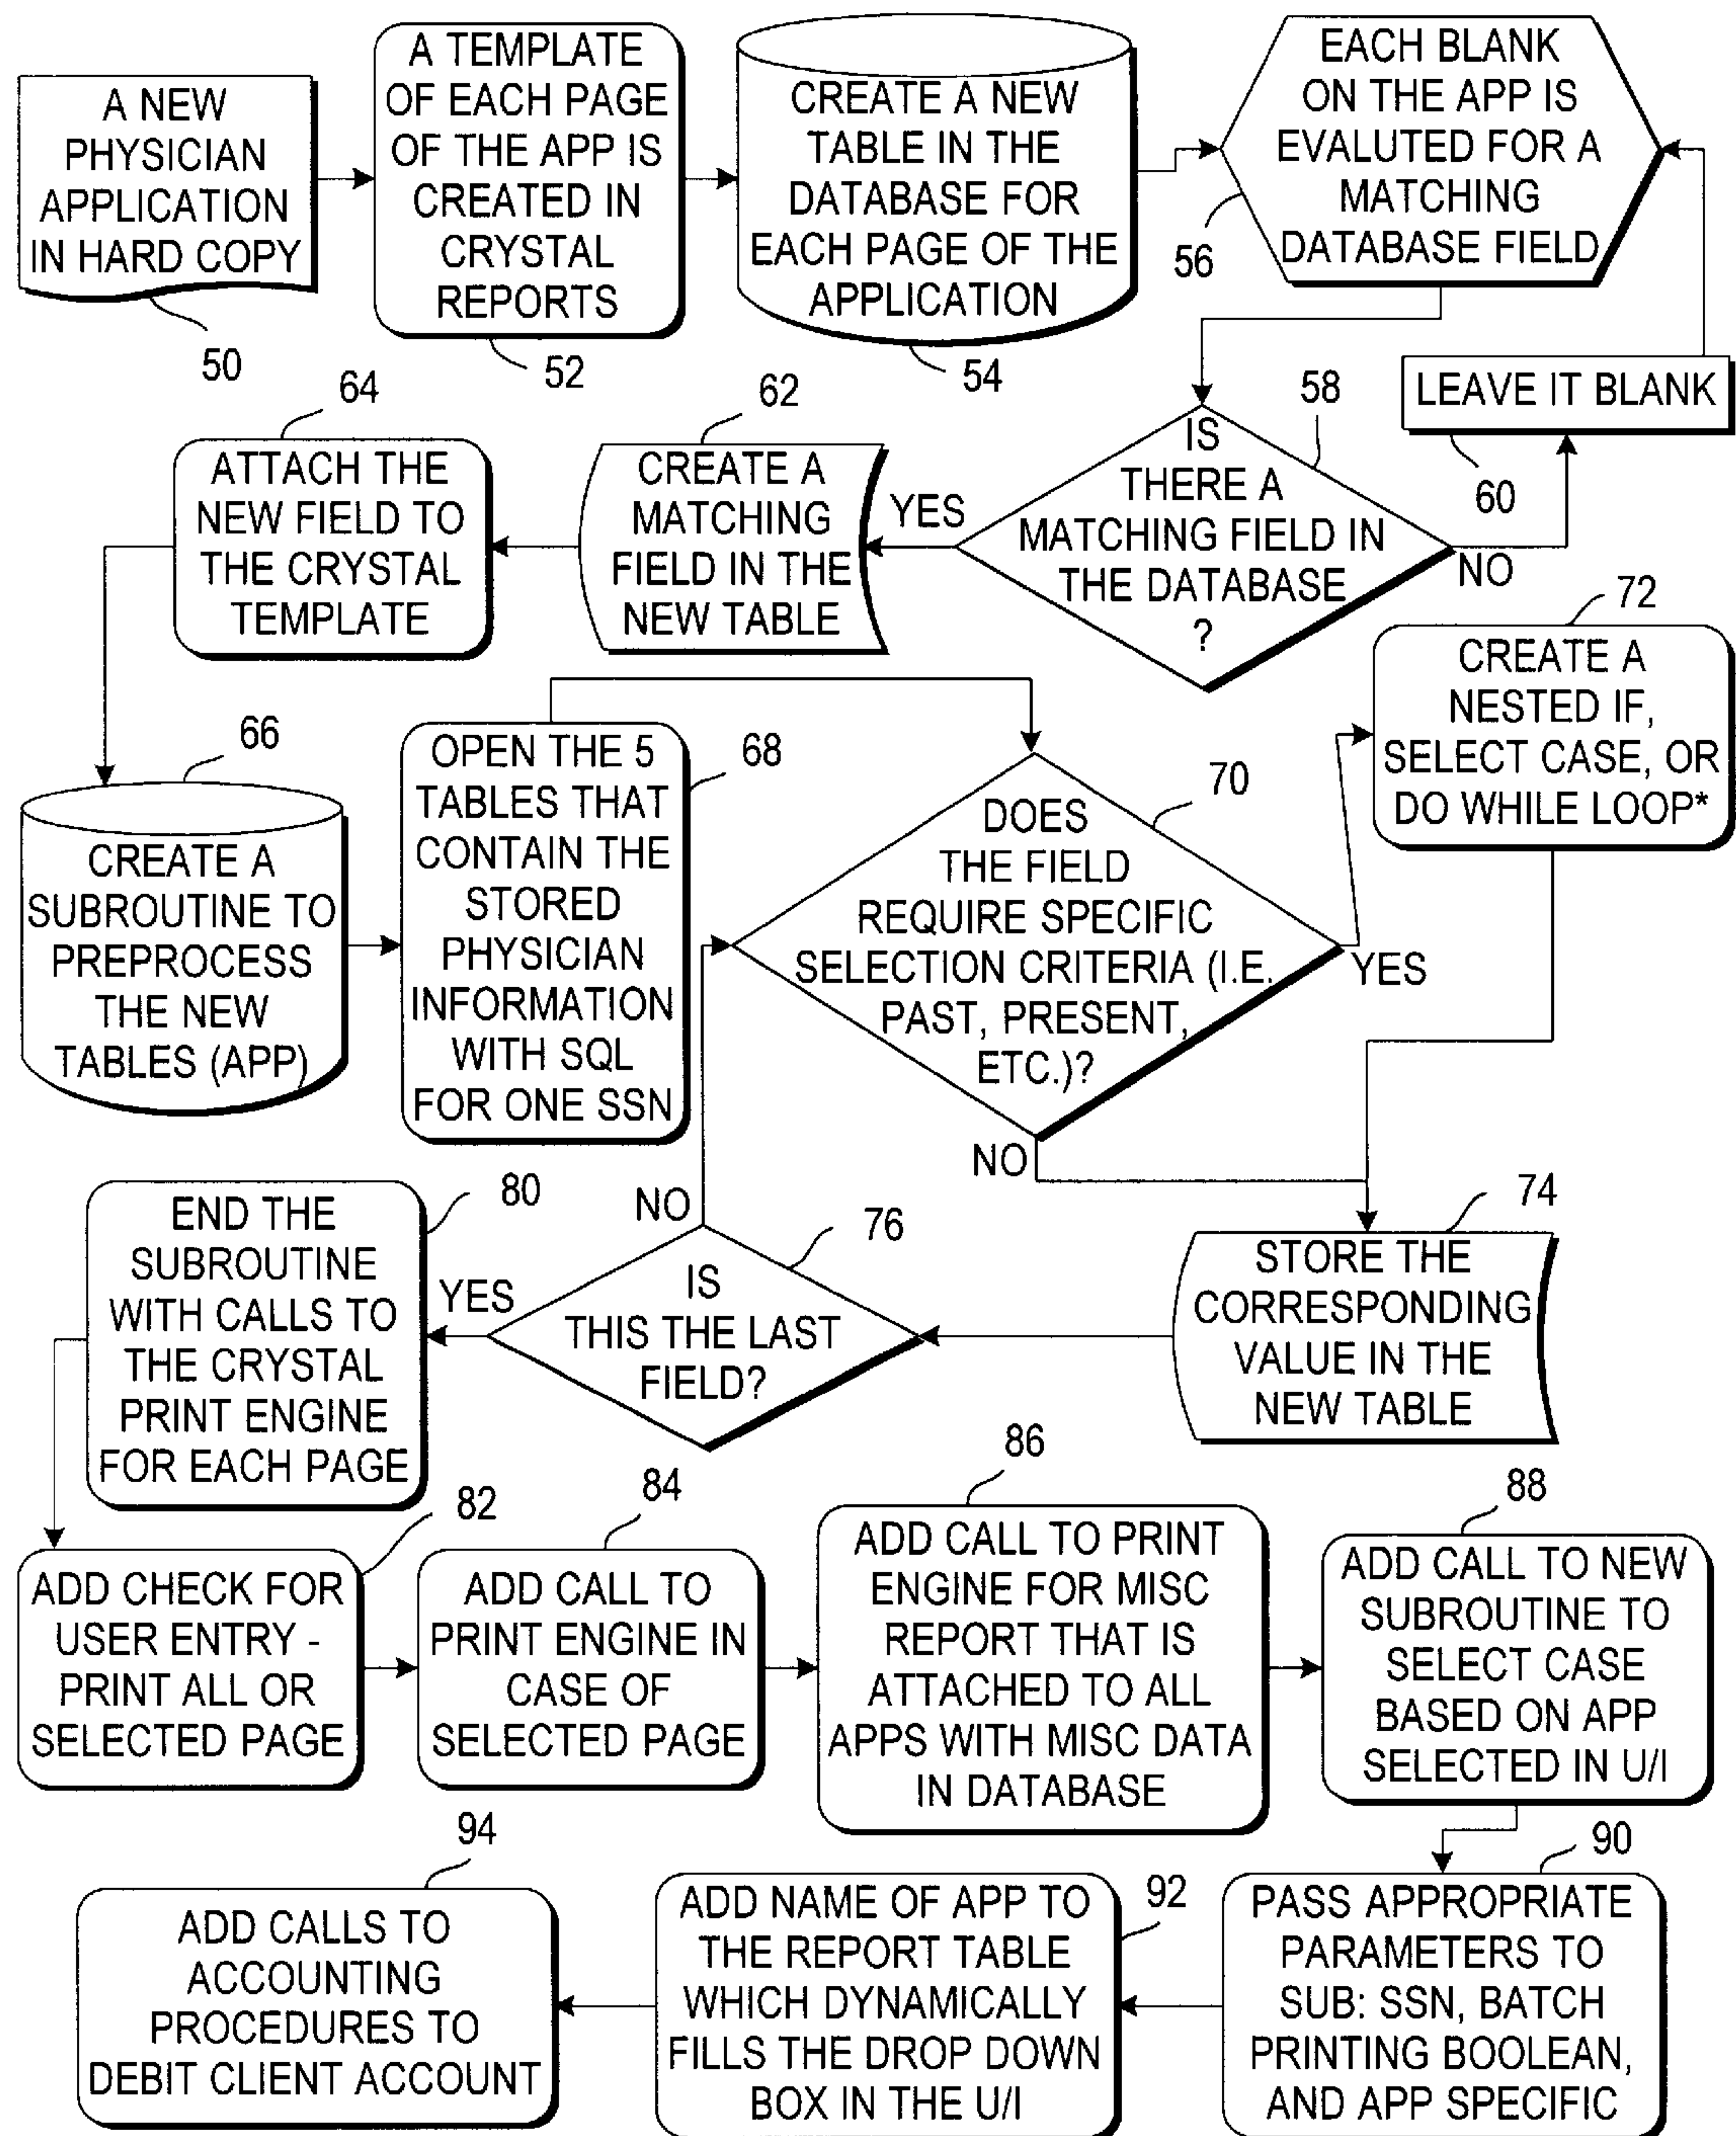 A NEW
PHYSICIAN
APPLICATION
IN HARD COPY
50
A TEMPLATE
OF EACH PAGE
OF THE APP IS
CREATED IN
CRYSTAL
REPORTS
52
CREATE A NEW
TABLE IN THE
DATABASE FOR
EACH PAGE OF THE
APPLICATION
54
EACH BLANK
ON THE APP IS
EVALUTED FOR A
MATCHING
DATABASE FIELD
56
IS
THERE A
MATCHING FIELD IN
THE DATABASE
?
58
NO
LEAVE IT BLANK
60
YES
CREATE A
MATCHING
FIELD IN THE
NEW TABLE
62
ATTACH THE
NEW FIELD TO
THE CRYSTAL
TEMPLATE
64
CREATE A
SUBROUTINE TO
PREPROCESS
THE NEW
TABLES (APP)
66
OPEN THE 5
TABLES THAT
CONTAIN THE
STORED
PHYSICIAN
INFORMATION
WITH SQL
FOR ONE SSN
68
DOES
THE FIELD
REQUIRE SPECIFIC
SELECTION CRITERIA (I.E.
PAST, PRESENT,
ETC.)?
70
YES
CREATE A
NESTED IF,
SELECT CASE, OR
DO WHILE LOOP*
72
NO
STORE THE
CORRESPONDING
VALUE IN THE
NEW TABLE
74
IS
THIS THE LAST
FIELD?
76
NO
YES
END THE
SUBROUTINE
WITH CALLS TO
THE CRYSTAL
PRINT ENGINE
FOR EACH PAGE
80
ADD CHECK FOR
USER ENTRY -
PRINT ALL OR
SELECTED PAGE
82
ADD CALL TO
PRINT ENGINE IN
CASE OF
SELECTED PAGE
84
ADD CALL TO PRINT
ENGINE FOR MISC
REPORT THAT IS
ATTACHED TO ALL
APPS WITH MISC DATA
IN DATABASE
86
ADD CALL TO NEW
SUBROUTINE TO
SELECT CASE
BASED ON APP
SELECTED IN U/I
88
PASS APPROPRIATE
PARAMETERS TO
SUB: SSN, BATCH
PRINTING BOOLEAN,
AND APP SPECIFIC
90
ADD NAME OF APP TO
THE REPORT TABLE
WHICH DYNAMICALLY
FILLS THE DROP DOWN
BOX IN THE U/I
92
ADD CALLS TO
ACCOUNTING
PROCEDURES TO
DEBIT CLIENT ACCOUNT
94